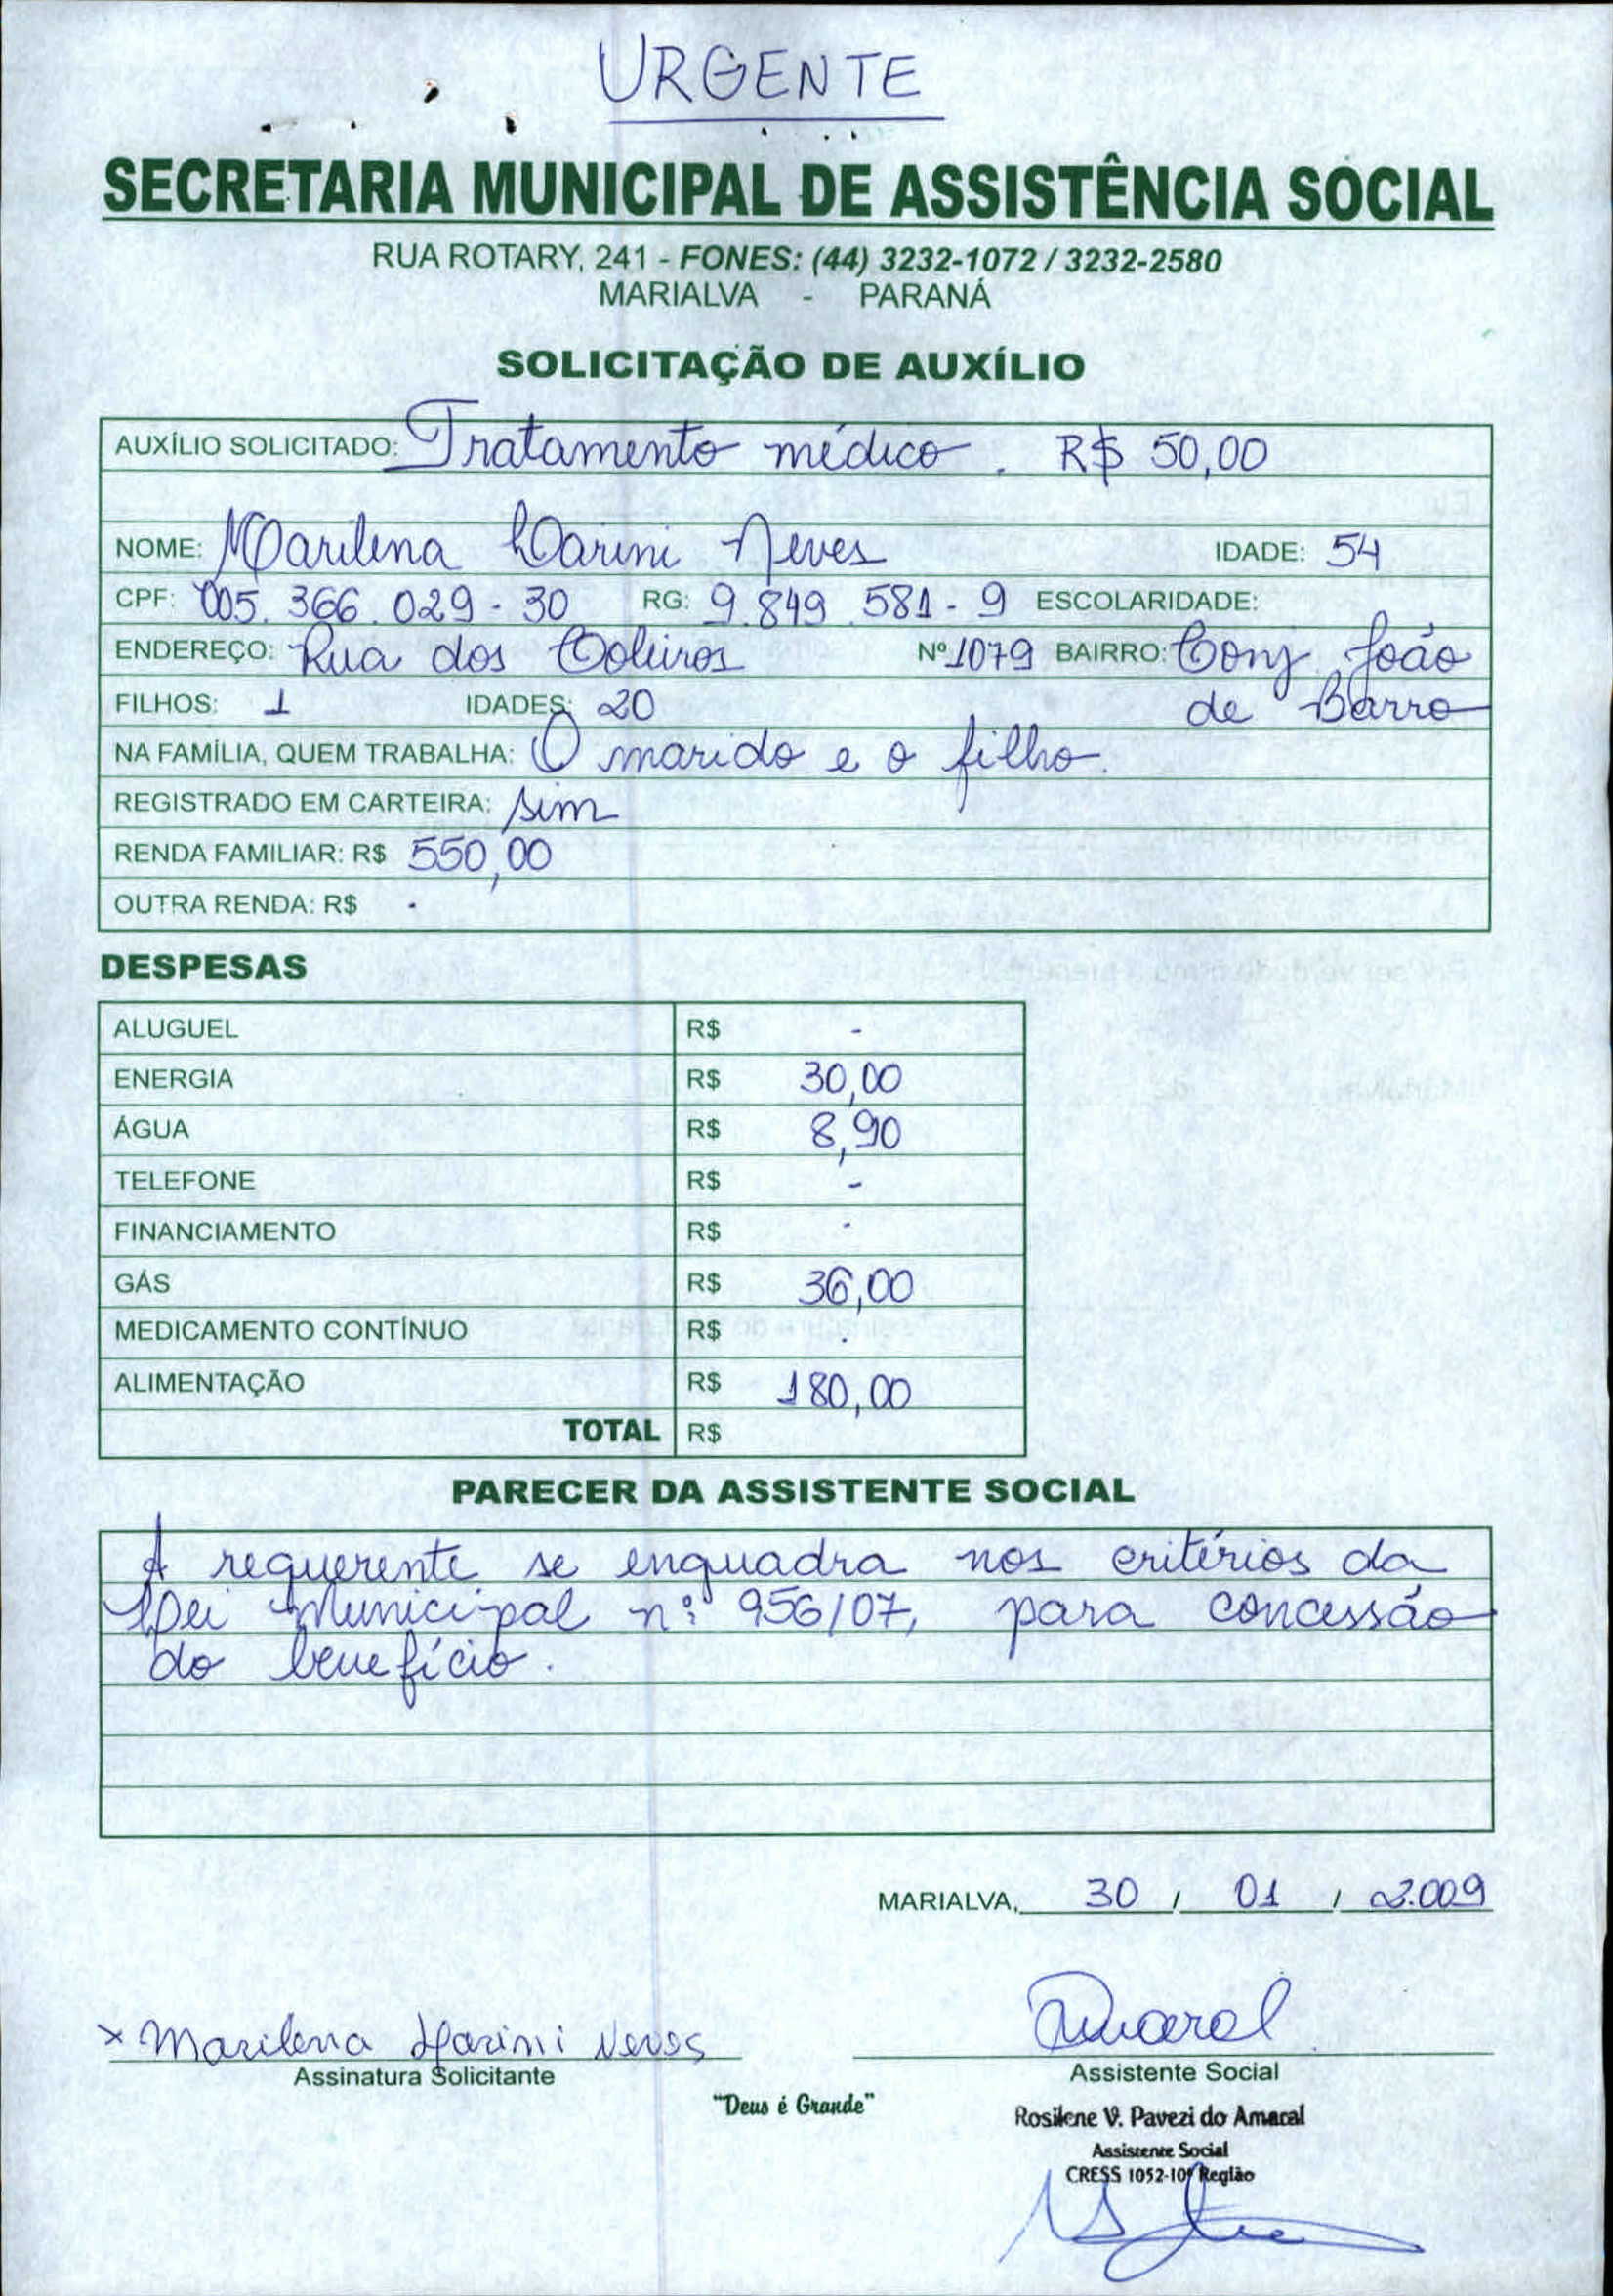 URGENTE
SECRETARIA MUNICIPAL DE ASSISTÊNCIA SOCIAL
RUA ROTARY, 241 - FONES: (44) 3232-1072 / 3232-2580
MARIALVA - PARANÁ
SOLICITAÇÃO DE AUXÍLIO
AUXÍLIO SOLICITADO: Tratamento médico. R$ 50,00
NOME: Marilena Darini Neves IDADE: 54
CPF: 005.366.029-30 RG: 9.849.581-9 ESCOLARIDADE:
ENDEREÇO: Rua dos Coleiros Nº 1079 BAIRRO: Conj João
FILHOS: 1 IDADES: 20 de Barro
NA FAMÍLIA, QUEM TRABALHA: O marido e o filho.
REGISTRADO EM CARTEIRA: sim
RENDA FAMILIAR: R$ 550,00
OUTRA RENDA: R$ -
DESPESAS
ALUGUEL R$ -
ENERGIA R$ 30,00
ÁGUA R$ 8,90
TELEFONE R$ -
FINANCIAMENTO R$ -
GÁS R$ 36,00
MEDICAMENTO CONTÍNUO R$ .
ALIMENTAÇÃO R$ 180,00
TOTAL R$
PARECER DA ASSISTENTE SOCIAL
A requerente se enquadra nos critérios da
Lei Municipal nº 956/07, para concessão
do benefício.
MARIALVA, 30 / 01 / 2.009
x Marilena Darini Neves Amaral
Assinatura Solicitante Assistente Social
"Deus é Grande" Rosilene V. Pavezi do Amaral
Assistente Social
CRESS 1052-10ª Região